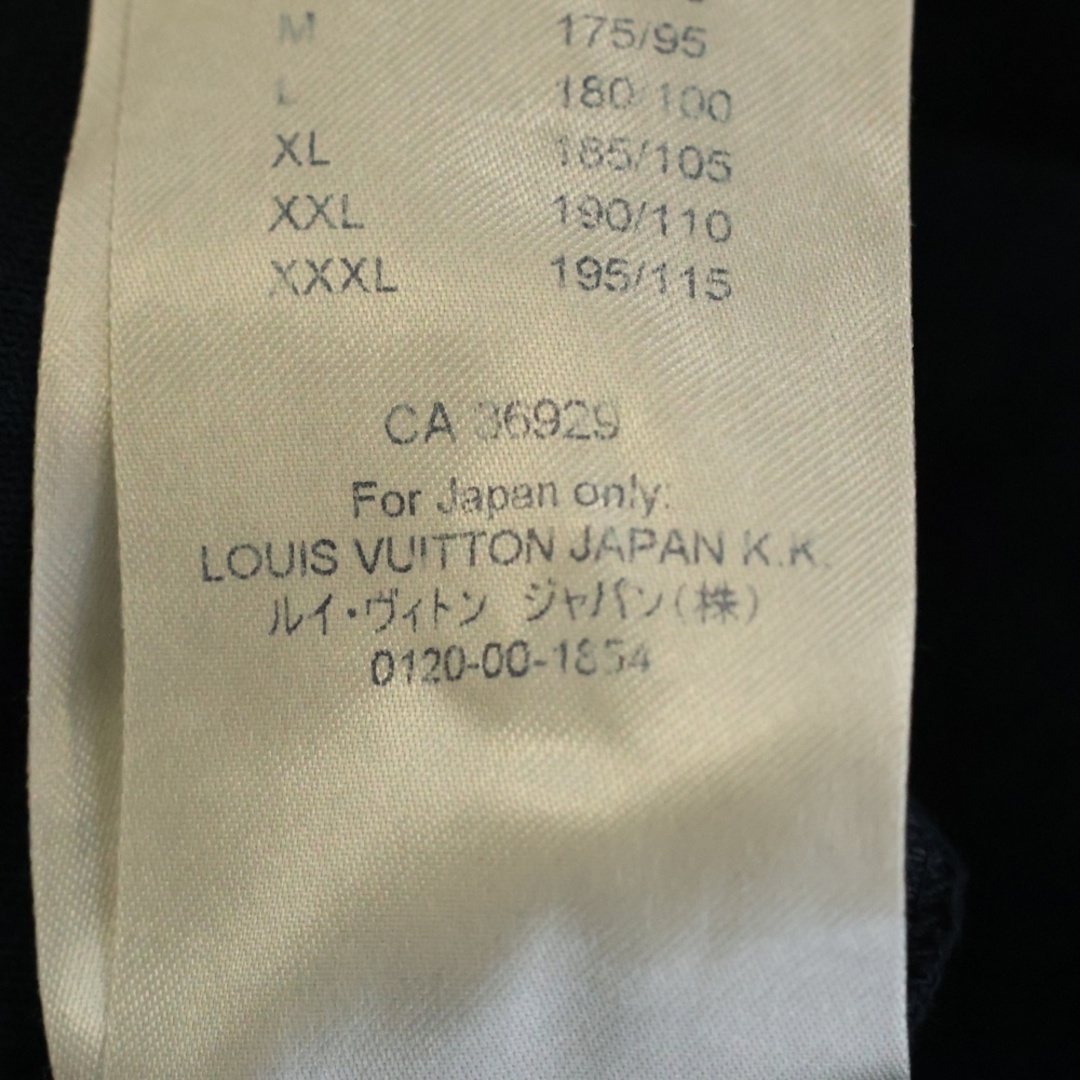 M 175/95
L 180/100
XL 185/105
XXL 190/110
XXXL 195/115
CA 36929
For Japan only:
LOUIS VUITTON JAPAN K.K.
ルイ・ヴィトン ジャパン(株)
0120-00-1854